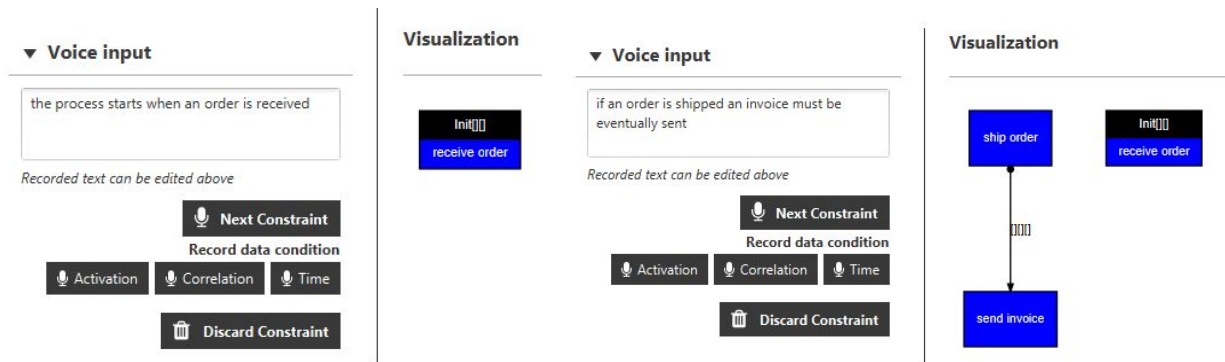 ▼ Voice input
the process starts when an order is received
Recorded text can be edited above
Next Constraint
Record data condition
Activation
Correlation
Time
Discard Constraint
Visualization
Init[][]
receive order
▼ Voice input
if an order is shipped an invoice must be
eventually sent
Recorded text can be edited above
Next Constraint
Record data condition
Activation
Correlation
Time
Discard Constraint
Visualization
ship order
Init[][]
receive order
[][][]
send invoice